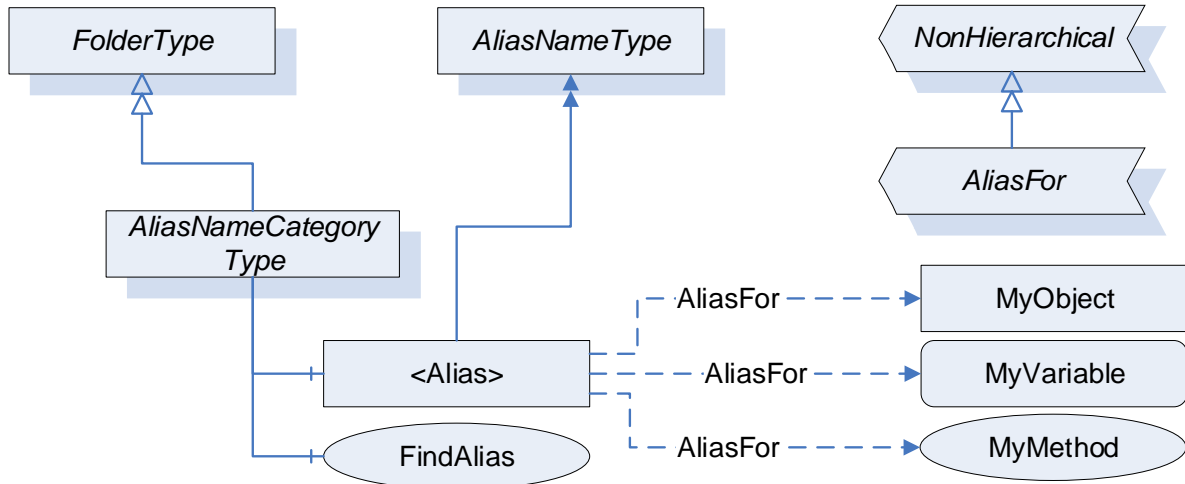 FolderType
AliasNameType
NonHierarchical
AliasFor
AliasNameCategory
Type
AliasFor
MyObject
<Alias>
AliasFor
MyVariable
FindAlias
AliasFor
MyMethod